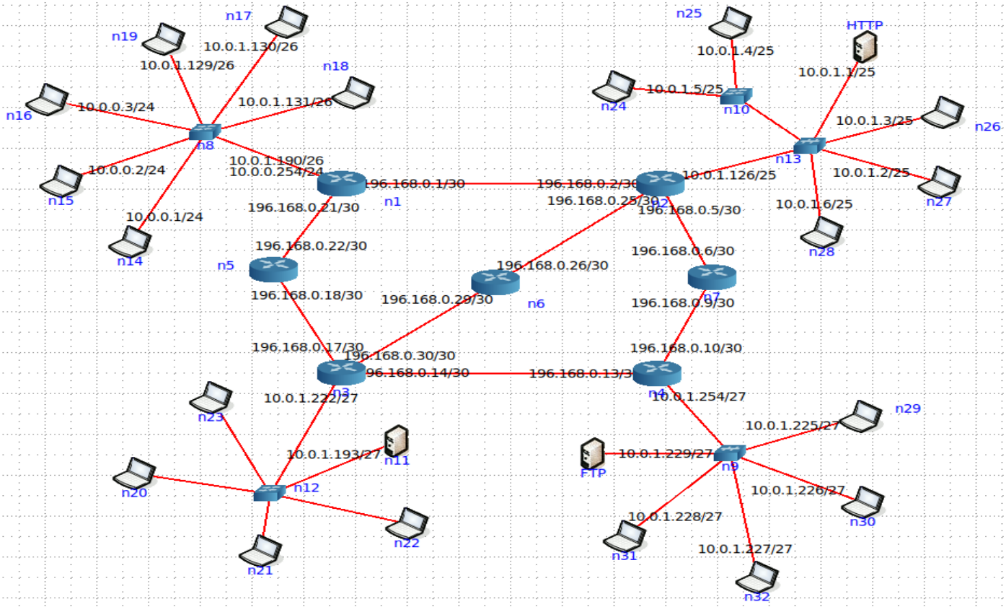 n17
n25
HTTP
n19
10.0.1.130/26
10.0.1.4/25
10.0.1.129/26
n18
10.0.1.1/25
10.0.0.3/24
10.0.1.131/26
n24
10.0.1.5/25
n10
10.0.1.3/25
n26
n16
n8
n13
10.0.0.2/24
10.0.1.190/26
10.0.0.254/24
10.0.1.126/25
10.0.1.2/25
n15
196.168.0.1/30
196.168.0.2/30
n1
n2
n27
10.0.0.1/24
196.168.0.21/30
196.168.0.25/30
196.168.0.5/30
10.0.1.6/25
n14
196.168.0.22/30
196.168.0.6/30
n28
n5
196.168.0.26/30
196.168.0.18/30
196.168.0.29/30
n6
n7
196.168.0.9/30
196.168.0.17/30
196.168.0.30/30
196.168.0.10/30
196.168.0.14/30
196.168.0.13/30
n3
n4
10.0.1.222/27
10.0.1.254/27
n23
n29
10.0.1.225/27
10.0.1.193/27
n11
10.0.1.229/27
FTP
n9
n20
n12
10.0.1.226/27
n30
10.0.1.228/27
n22
n31
10.0.1.227/27
n21
n32